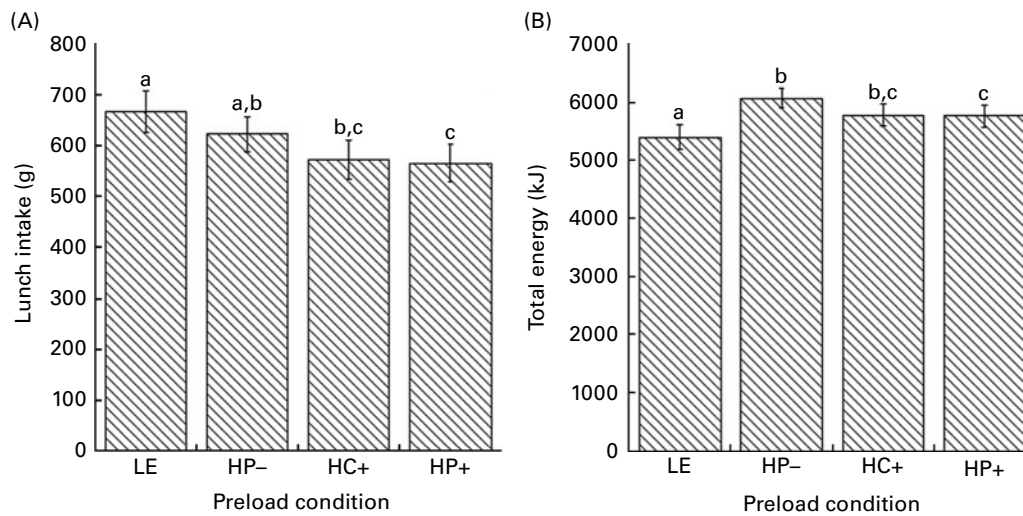 (A)
800
700
600
500
400
300
200
100
0
Lunch intake (g)
a
a,b
b,c
c
LE HP– HC+ HP+
Preload condition
(B)
7000
6000
5000
4000
3000
2000
1000
0
Total energy (kJ)
a
b
b,c
c
LE HP– HC+ HP+
Preload condition